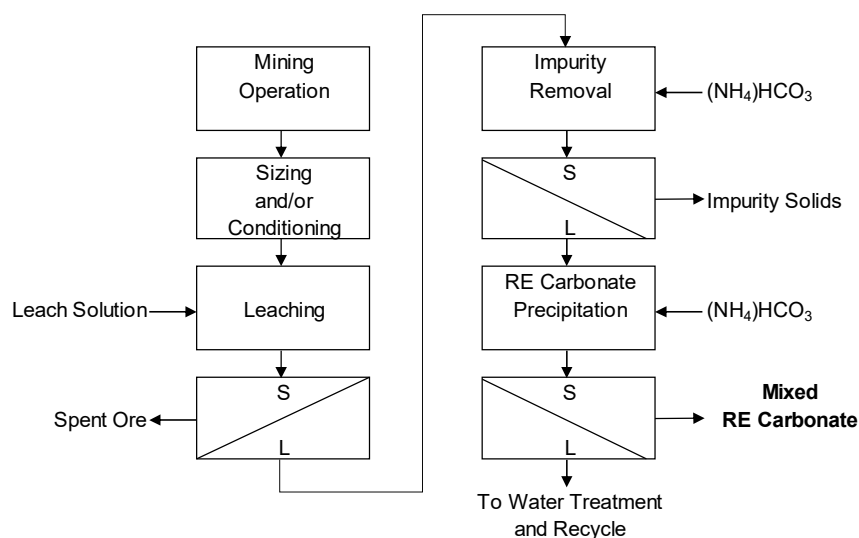 Mining
Operation
Sizing
and/or
Conditioning
Leach Solution
Leaching
S
L
Spent Ore
Impurity
Removal
(NH₄)HCO₃
S
L
Impurity Solids
RE Carbonate
Precipitation
(NH₄)HCO₃
S
L
Mixed
RE Carbonate
To Water Treatment
and Recycle